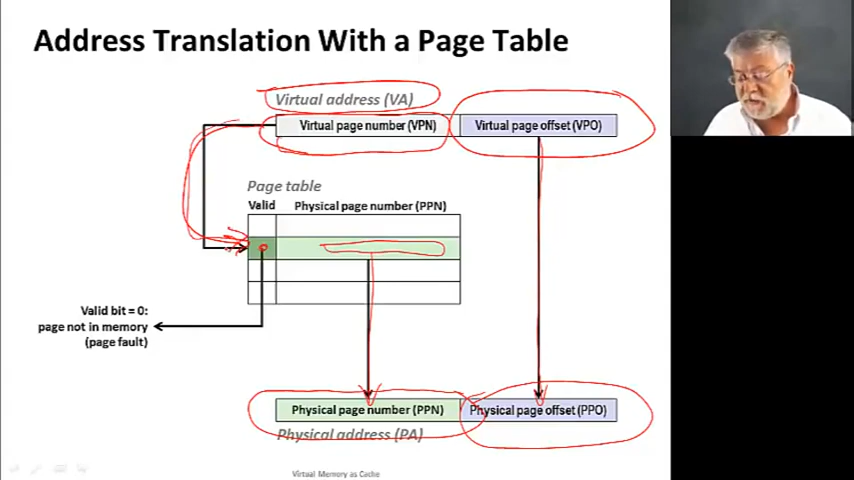 Address Translation With a Page Table
Virtual address (VA)
Virtual page number (VPN) Virtual page offset (VPO)
Page table
Valid Physical page number (PPN)
Valid bit = 0:
page not in memory
(page fault)
Physical page number (PPN) Physical page offset (PPO)
Physical address (PA)
Virtual Memory as Cache